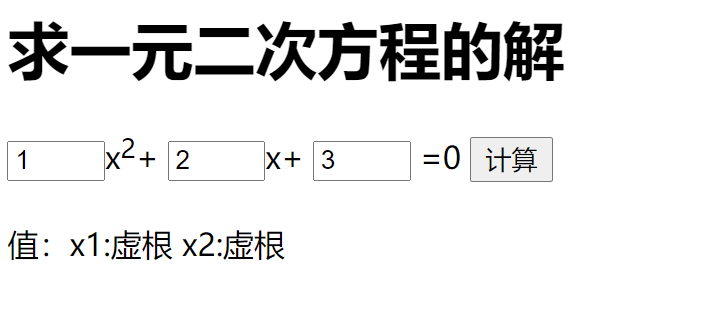 求一元二次方程的解
1 x²+ 2 x+ 3 =0 计算
值：x1:虚根 x2:虚根